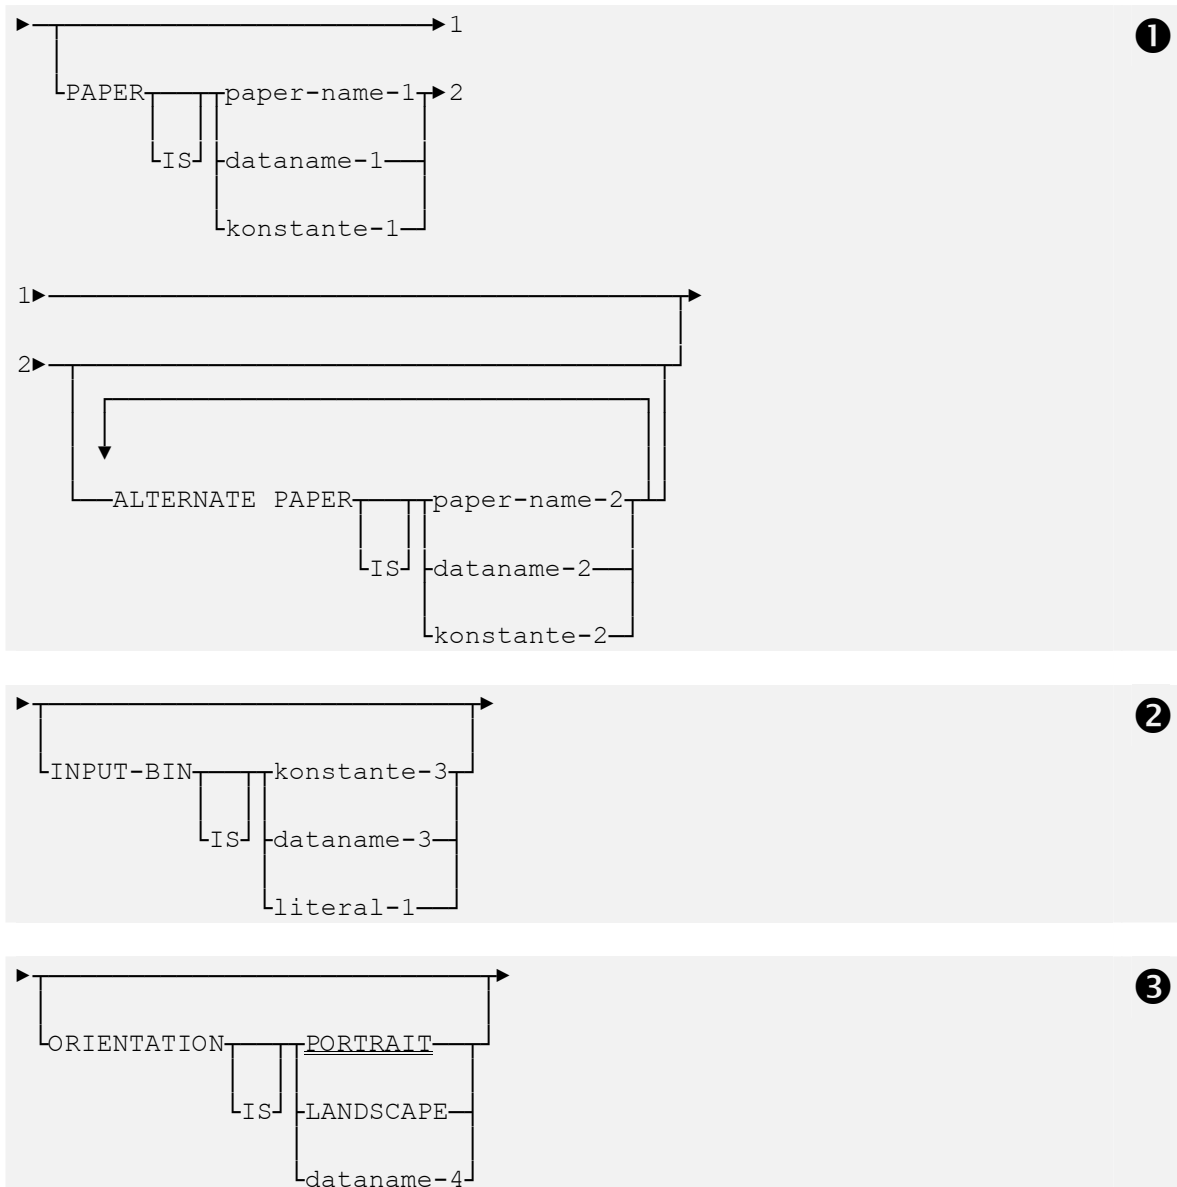 1 ❶
PAPER paper-name-1 2
IS dataname-1
konstante-1
1
2
ALTERNATE PAPER paper-name-2
IS dataname-2
konstante-2
❷
INPUT-BIN konstante-3
IS dataname-3
literal-1
❸
ORIENTATION PORTRAIT
IS LANDSCAPE
dataname-4